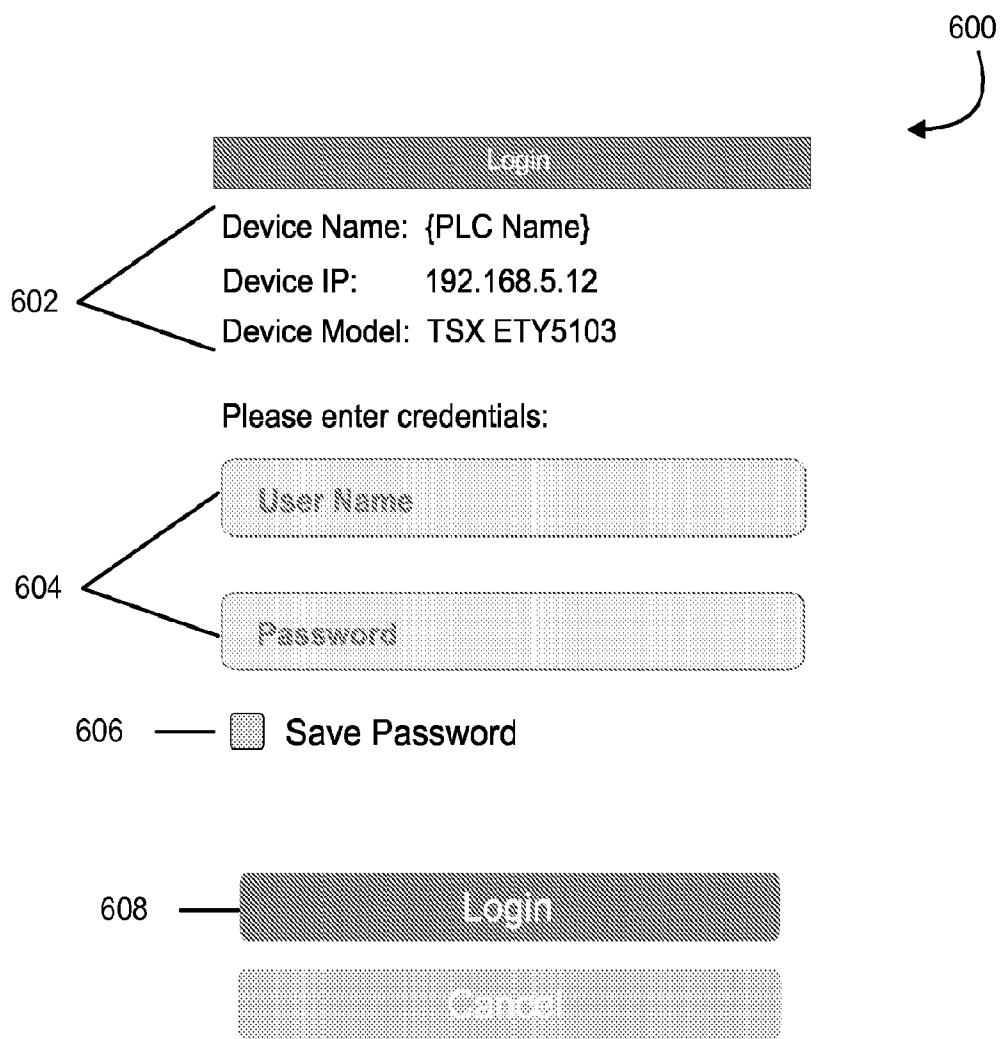 600
Login
Device Name: {PLC Name}
602
Device IP: 192.168.5.12
Device Model: TSX ETY5103
Please enter credentials:
User Name
604
Password
606
Save Password
608
Login
Cancel